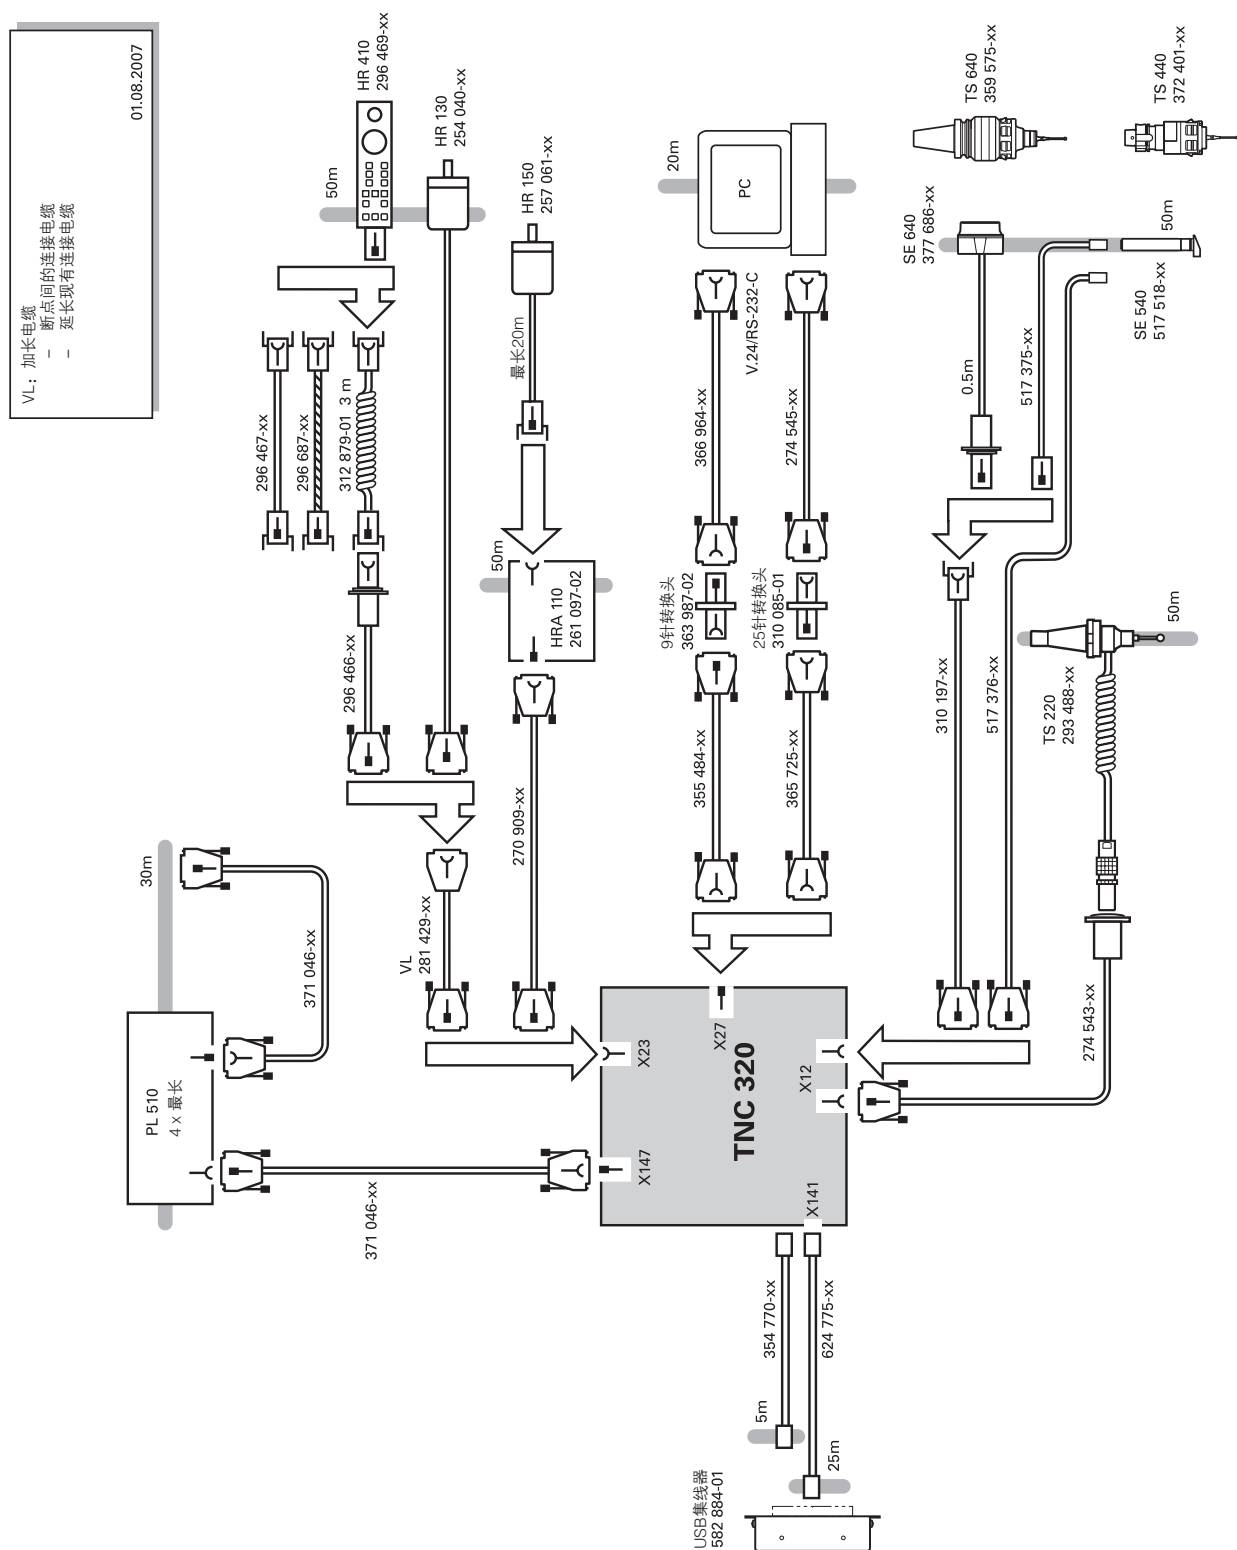 VL: 加长电缆
– 断点间的连接电缆
– 延长现有连接电缆
01.08.2007
HR 410
296 469-xx
50m
HR 130
254 040-xx
HR 150
257 061-xx
最长20m
296 467-xx
296 687-xx
312 879-01 3 m
296 466-xx
50m
HRA 110
261 097-02
270 909-xx
VL
281 429-xx
20m
PC
V.24/RS-232-C
366 964-xx
274 545-xx
9针转换头
363 987-02
25针转换头
310 085-01
355 484-xx
365 725-xx
TS 640
359 575-xx
TS 440
372 401-xx
SE 640
377 686-xx
50m
SE 540
517 518-xx
0.5m
517 375-xx
310 197-xx
517 376-xx
TS 220
293 488-xx
50m
274 543-xx
30m
371 046-xx
PL 510
4 x 最长
371 046-xx
TNC 320
X23
X27
X12
X147
X141
354 770-xx
624 775-xx
5m
25m
USB集线器
582 884-01